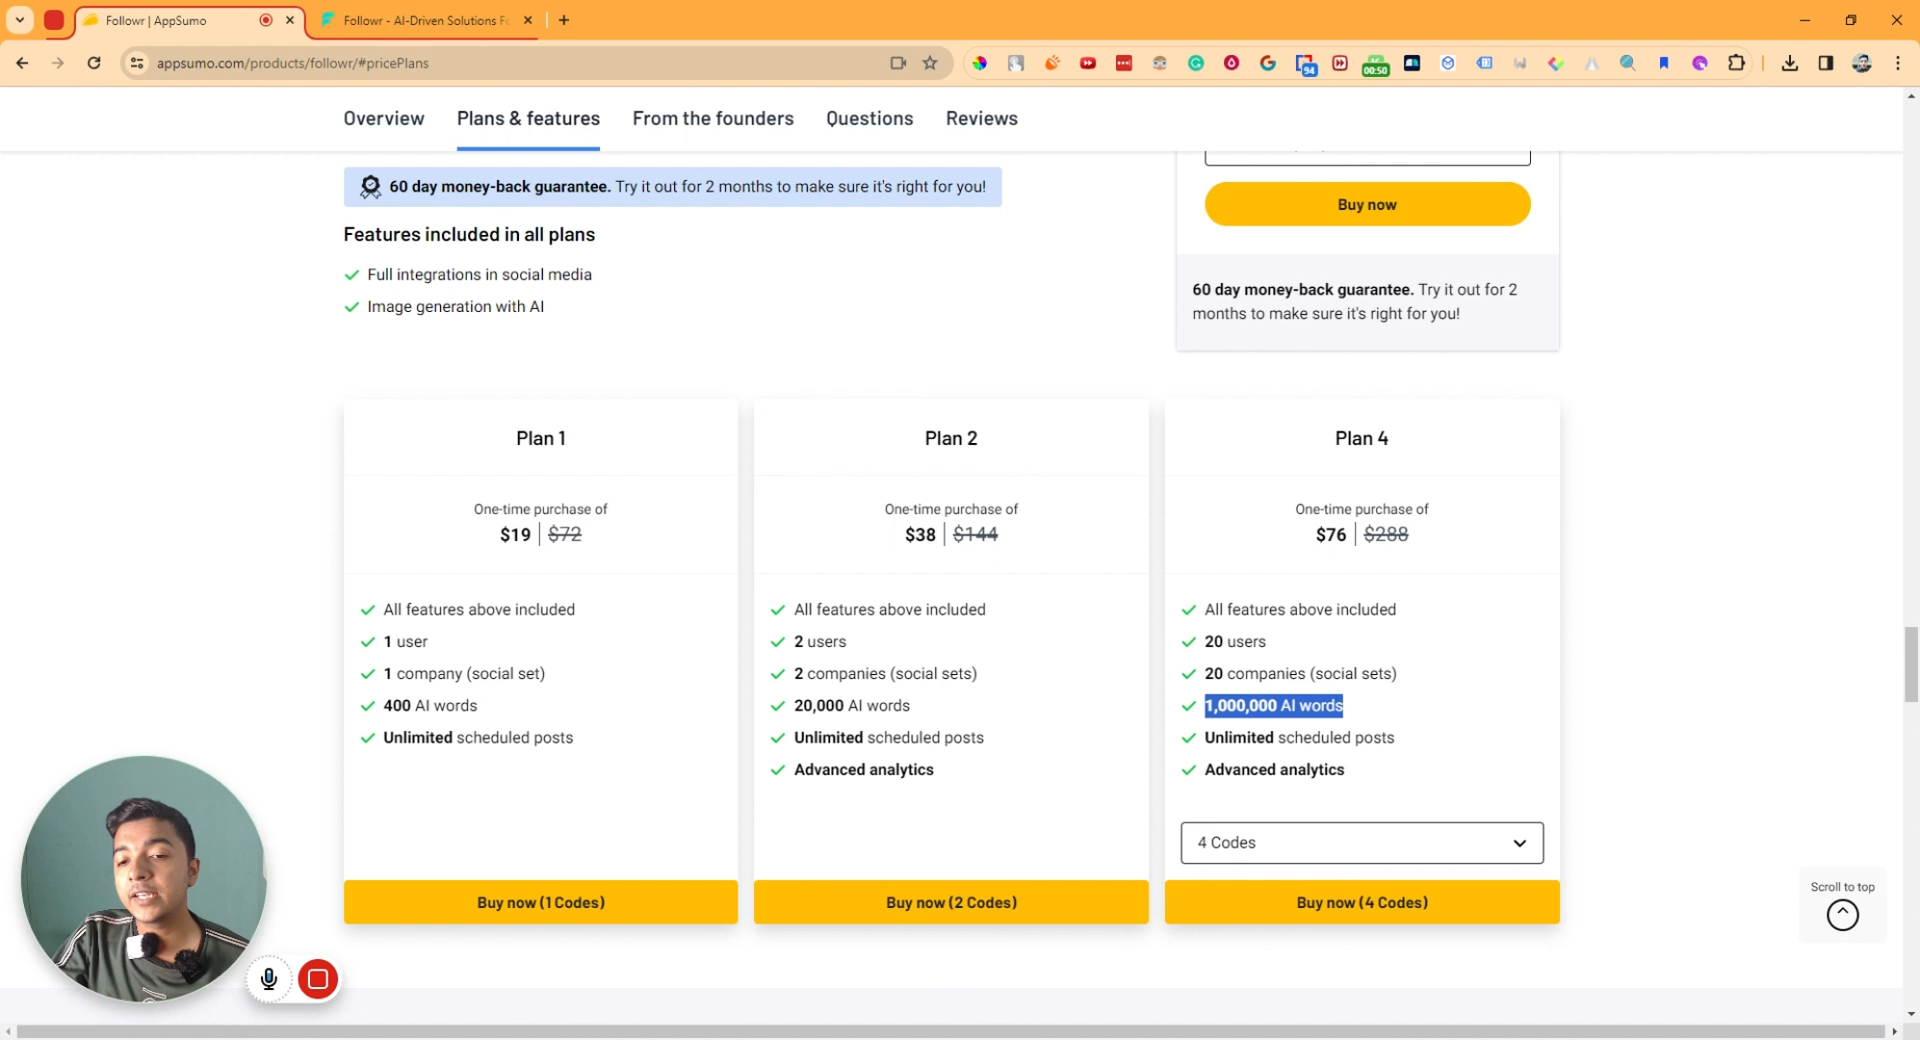 Followr | AppSumo
Followr - AI-Driven Solutions Fo
appsumo.com/products/followr/#pricePlans
94
00:50
Overview
Plans & features
From the founders
Questions
Reviews
60 day money-back guarantee. Try it out for 2 months to make sure it's right for you!
Features included in all plans
Full integrations in social media
Image generation with AI
Buy now
60 day money-back guarantee. Try it out for 2
months to make sure it's right for you!
Plan 1
One-time purchase of
$19 | $72
All features above included
1 user
1 company (social set)
400 AI words
Unlimited scheduled posts
Buy now (1 Codes)
Plan 2
One-time purchase of
$38 | $144
All features above included
2 users
2 companies (social sets)
20,000 AI words
Unlimited scheduled posts
Advanced analytics
Buy now (2 Codes)
Plan 4
One-time purchase of
$76 | $288
All features above included
20 users
20 companies (social sets)
1,000,000 AI words
Unlimited scheduled posts
Advanced analytics
4 Codes
Buy now (4 Codes)
Scroll to top